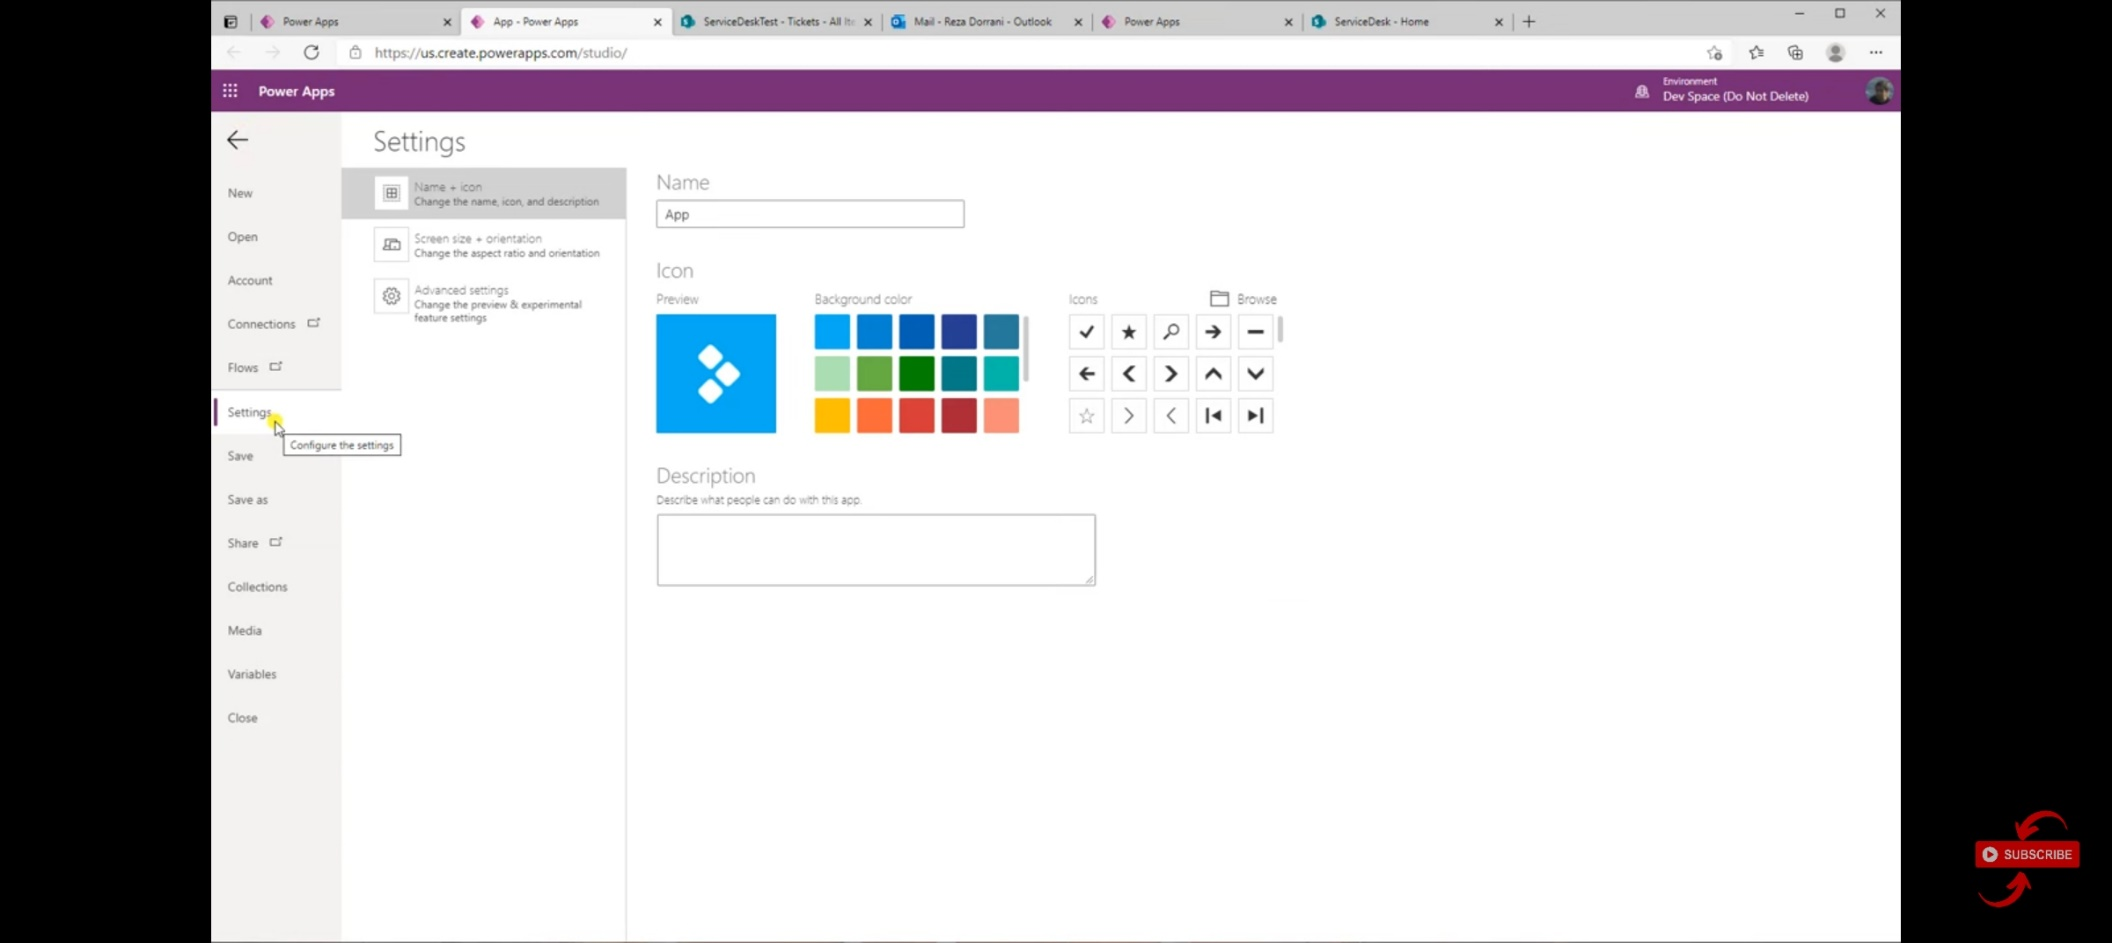 Power Apps
App - Power Apps
ServiceDeskTest - Tickets - All Ite
Mail - Reza Dorrani - Outlook
Power Apps
ServiceDesk - Home
https://us.create.powerapps.com/studio/
Power Apps
Environment
Dev Space (Do Not Delete)
Settings
New
Open
Account
Connections
Flows
Settings
Configure the settings
Save
Save as
Share
Collections
Media
Variables
Close
Name + icon
Change the name, icon, and description
Screen size + orientation
Change the aspect ratio and orientation
Advanced settings
Change the preview & experimental
feature settings
Name
App
Icon
Preview
Background color
Icons
Browse
Description
Describe what people can do with this app.
SUBSCRIBE